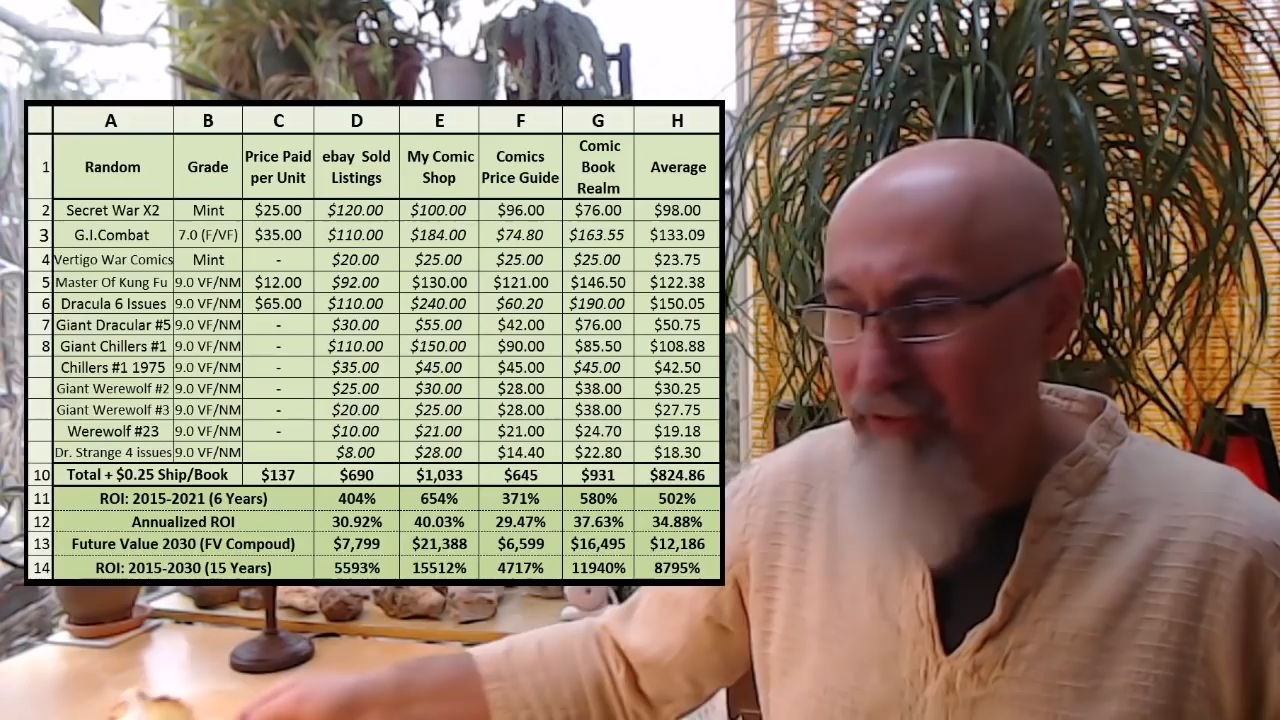 A B C D E F G H
1 Random Grade Price Paid per Unit ebay Sold Listings My Comic Shop Comics Price Guide Comic Book Realm Average
2 Secret War X2 Mint $25.00 $120.00 $100.00 $96.00 $76.00 $98.00
3 G.I.Combat 7.0 (F/VF) $35.00 $110.00 $184.00 $74.80 $163.55 $133.09
4 Vertigo War Comics Mint - $20.00 $25.00 $25.00 $25.00 $23.75
5 Master Of Kung Fu 9.0 VF/NM $12.00 $92.00 $130.00 $121.00 $146.50 $122.38
6 Dracula 6 Issues 9.0 VF/NM $65.00 $110.00 $240.00 $60.20 $190.00 $150.05
7 Giant Dracular #5 9.0 VF/NM - $30.00 $55.00 $42.00 $76.00 $50.75
8 Giant Chillers #1 9.0 VF/NM - $110.00 $150.00 $90.00 $85.50 $108.88
Chillers #1 1975 9.0 VF/NM - $35.00 $45.00 $45.00 $45.00 $42.50
Giant Werewolf #2 9.0 VF/NM - $25.00 $30.00 $28.00 $38.00 $30.25
Giant Werewolf #3 9.0 VF/NM - $20.00 $25.00 $28.00 $38.00 $27.75
Werewolf #23 9.0 VF/NM - $10.00 $21.00 $21.00 $24.70 $19.18
Dr. Strange 4 issues 9.0 VF/NM $8.00 $28.00 $14.40 $22.80 $18.30
10 Total + $0.25 Ship/Book $137 $690 $1,033 $645 $931 $824.86
11 ROI: 2015-2021 (6 Years) 404% 654% 371% 580% 502%
12 Annualized ROI 30.92% 40.03% 29.47% 37.63% 34.88%
13 Future Value 2030 (FV Compoud) $7,799 $21,388 $6,599 $16,495 $12,186
14 ROI: 2015-2030 (15 Years) 5593% 15512% 4717% 11940% 8795%